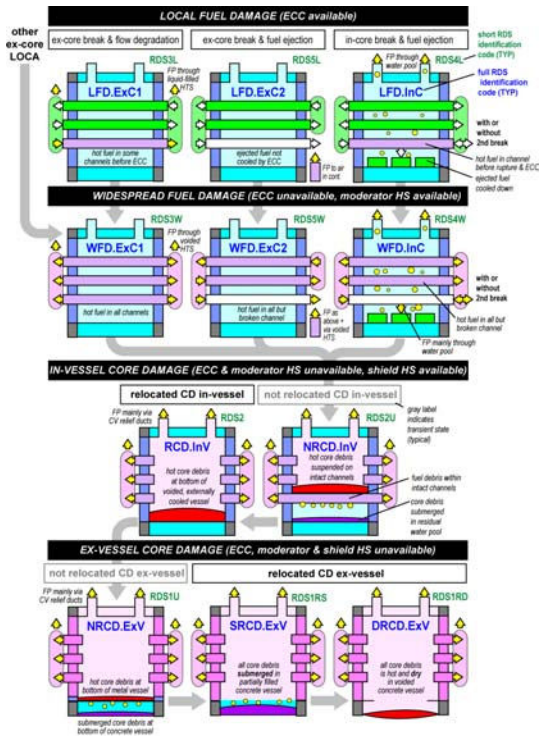 LOCAL FUEL DAMAGE (ECC available)
other
ex-core
LOCA
ex-core break & flow degradation
ex-core break & fuel ejection
in-core break & fuel ejection
short RDS
identification
code (TYP)
RDS3L
RDS5L
RDS4L
FP through
liquid-filled
HTS
FP through
water pool
full RDS
identification
code (TYP)
LFD.ExC1
LFD.ExC2
LFD.InC
with or
without
2nd break
hot fuel in some
channels before ECC
ejected fuel not
cooled by ECC
FP to air
in cont.
hot fuel in channel
before rupture & ECC
ejected fuel
cooled down
WIDESPREAD FUEL DAMAGE (ECC unavailable, moderator HS available)
RDS3W
RDS5W
RDS4W
FP through
voided
HTS
WFD.ExC1
WFD.ExC2
WFD.InC
with or
without
2nd break
hot fuel in all channels
hot fuel in all but
broken channel
FP as
above +
via voided
HTS
hot fuel in all but
broken channel
FP mainly through
water pool
IN-VESSEL CORE DAMAGE (ECC & moderator HS unavailable, shield HS available)
relocated CD in-vessel
not relocated CD in-vessel
gray label
indicates
transient state
(typical)
FP mainly via
CV relief ducts
RDS2
RDS2U
RCD.InV
NRCD.InV
hot core debris
at bottom of
voided, externally
cooled vessel
hot core debris
suspended on
intact channels
fuel debris within
intact channels
core debris
submerged
in residual
water pool
EX-VESSEL CORE DAMAGE (ECC, moderator & shield HS unavailable)
not relocated CD ex-vessel
relocated CD ex-vessel
FP mainly via
CV relief ducts
RDS1U
RDS1RS
RDS1RD
NRCD.ExV
SRCD.ExV
DRCD.ExV
hot core debris at
bottom of metal vessel
all core debris
submerged in
partially filled
concrete vessel
all core debris
is hot and dry
in voided
concrete vessel
submerged core debris at
bottom of concrete vessel